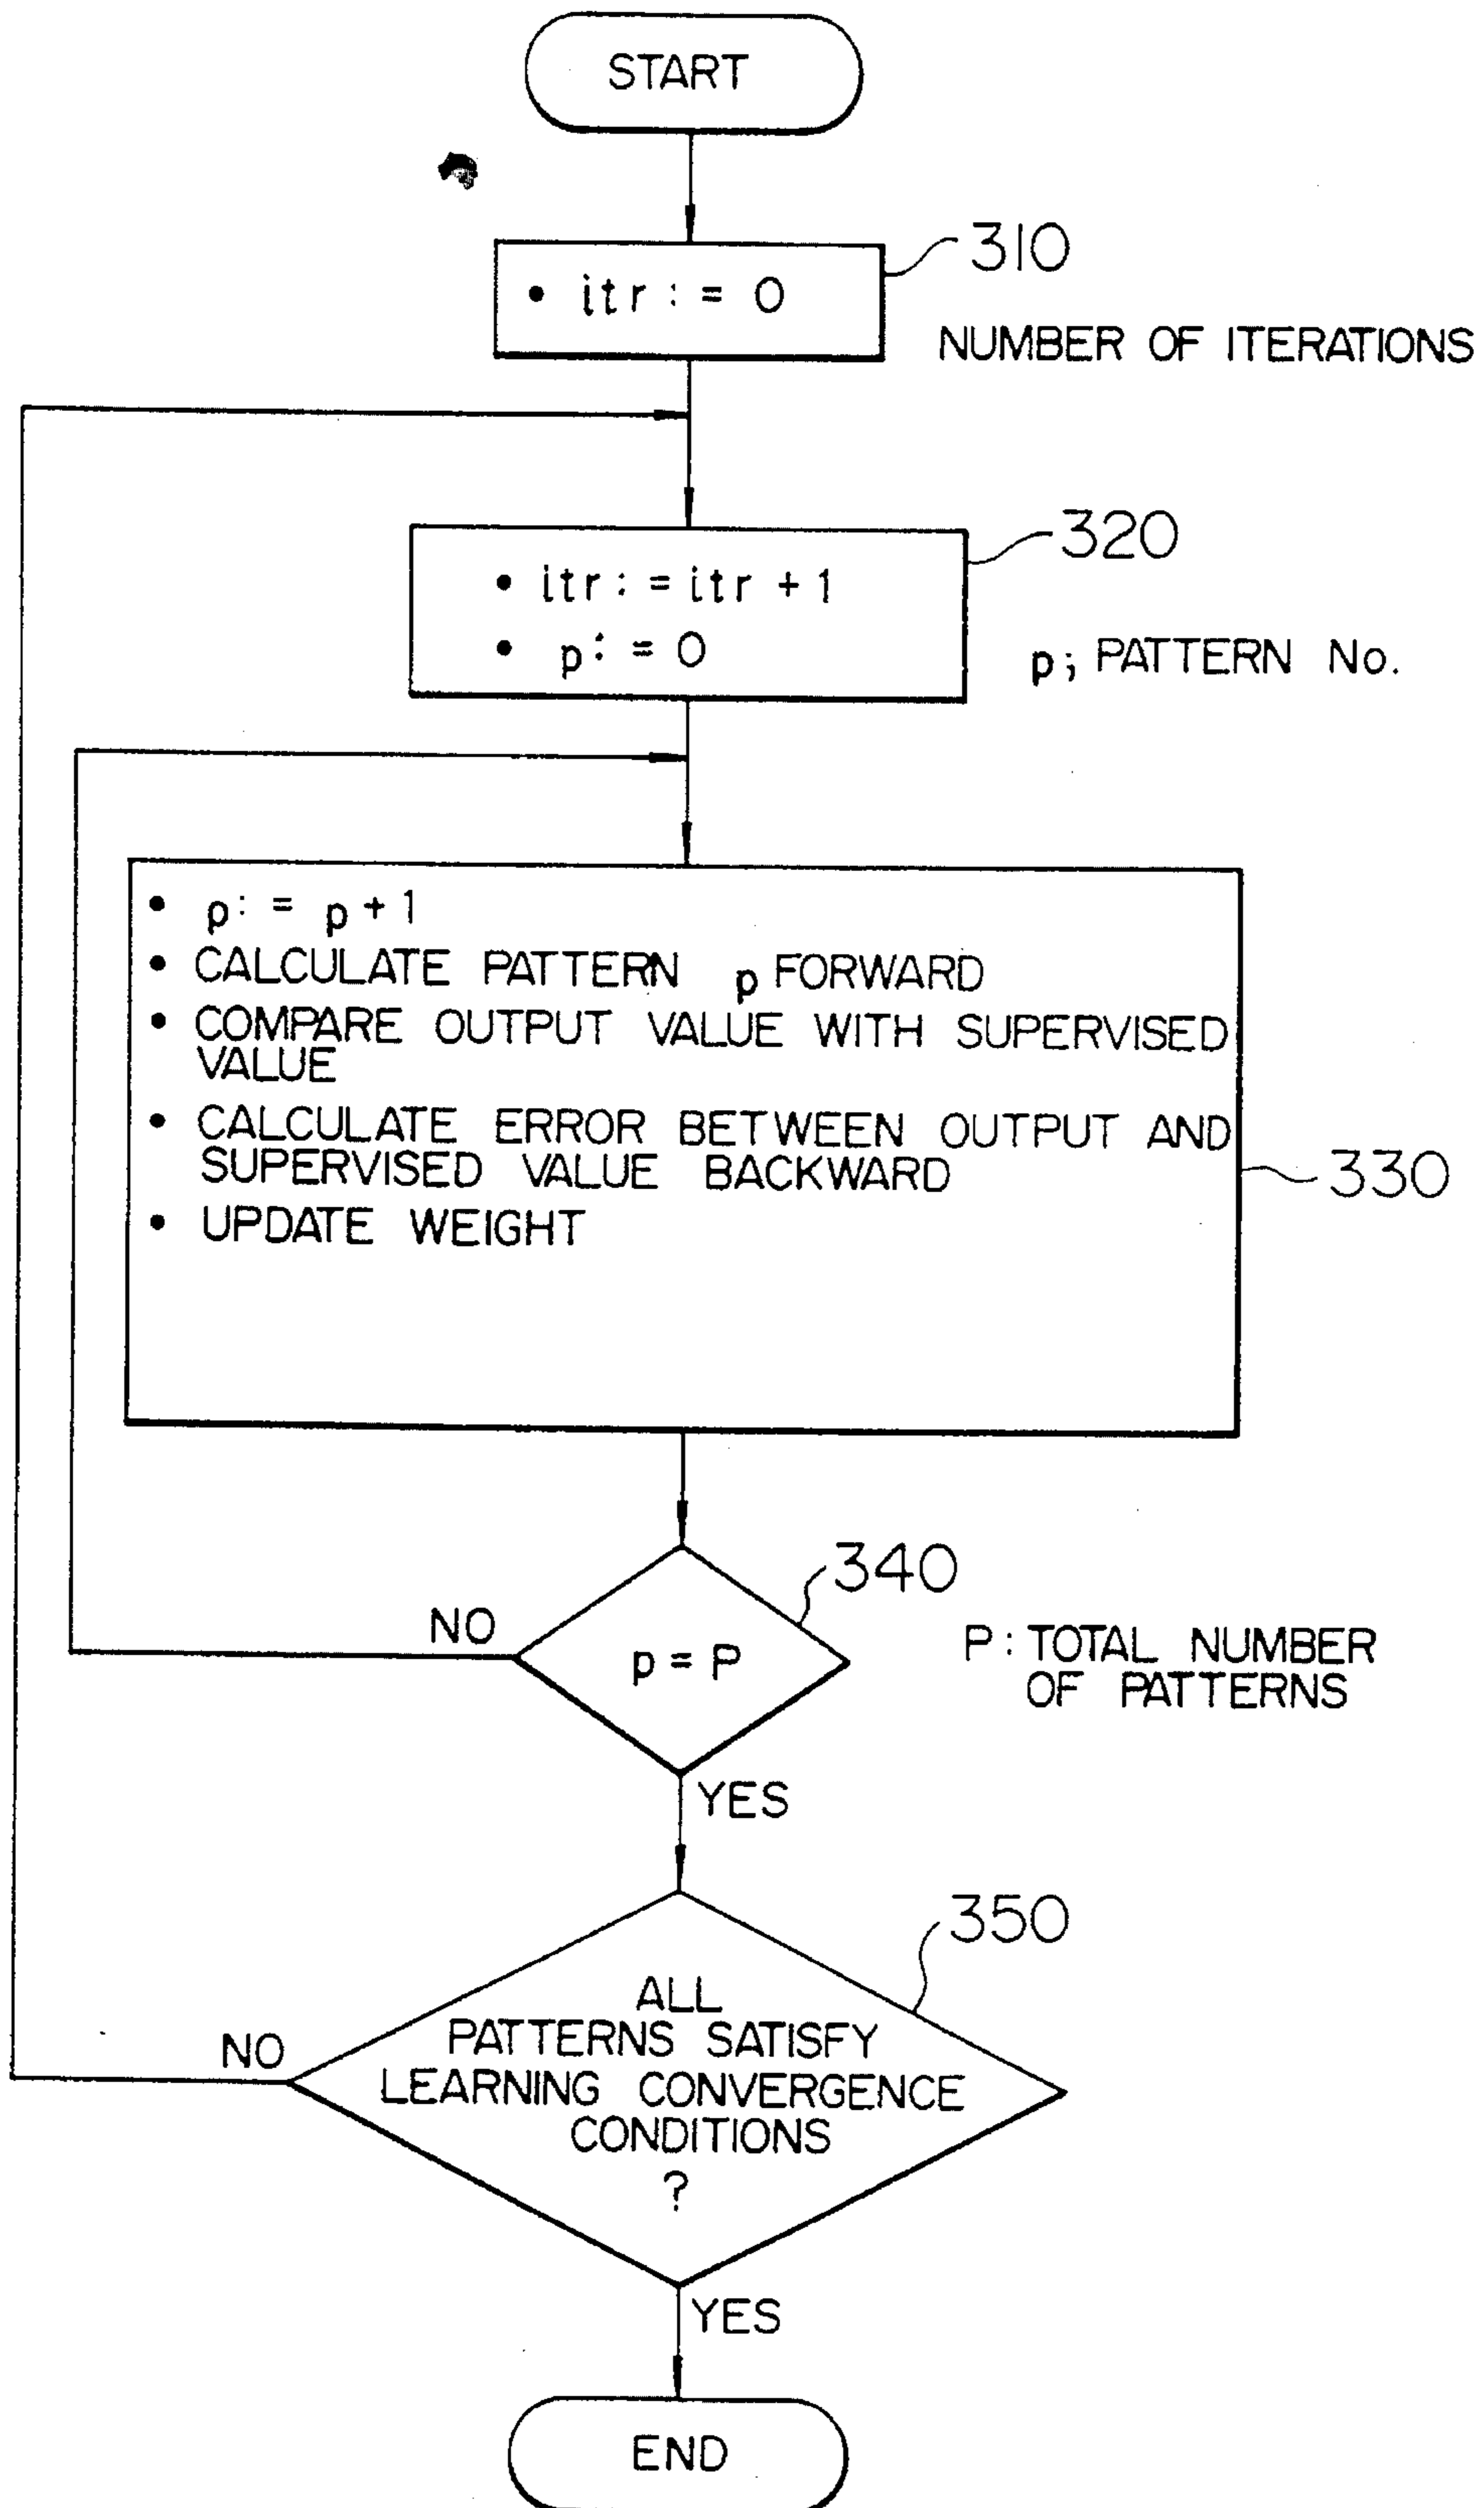 START
310
• itr := 0
NUMBER OF ITERATIONS
320
• itr := itr + 1
• p := 0
p; PATTERN No.
• p := p + 1
• CALCULATE PATTERN p FORWARD
• COMPARE OUTPUT VALUE WITH SUPERVISED
VALUE
• CALCULATE ERROR BETWEEN OUTPUT AND
SUPERVISED VALUE BACKWARD
• UPDATE WEIGHT
330
340
NO
p = P
P : TOTAL NUMBER
OF PATTERNS
YES
350
ALL
PATTERNS SATISFY
LEARNING CONVERGENCE
CONDITIONS
?
NO
YES
END